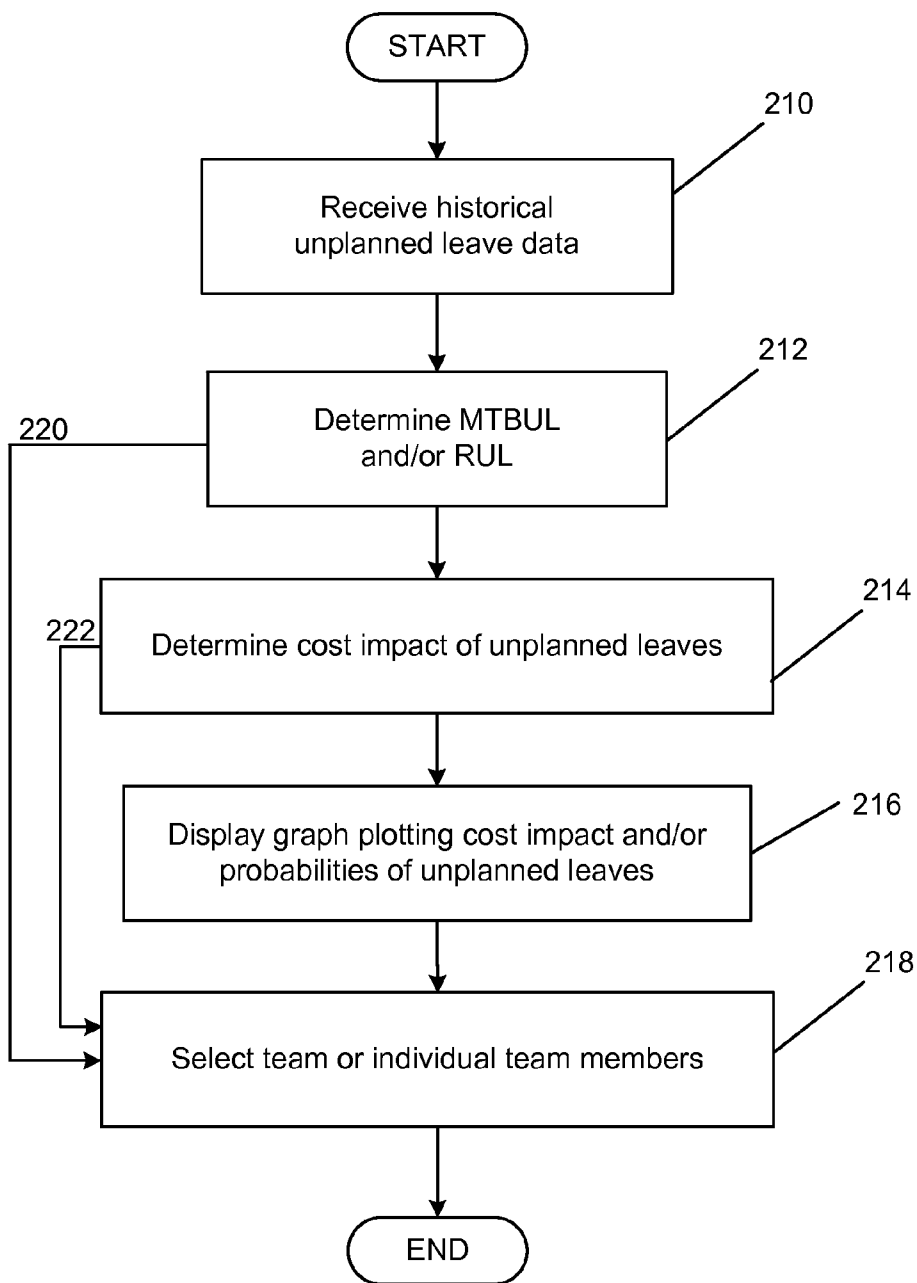 START
210
Receive historical
unplanned leave data
212
Determine MTBUL
and/or RUL
220
214
222
Determine cost impact of unplanned leaves
216
Display graph plotting cost impact and/or
probabilities of unplanned leaves
218
Select team or individual team members
END